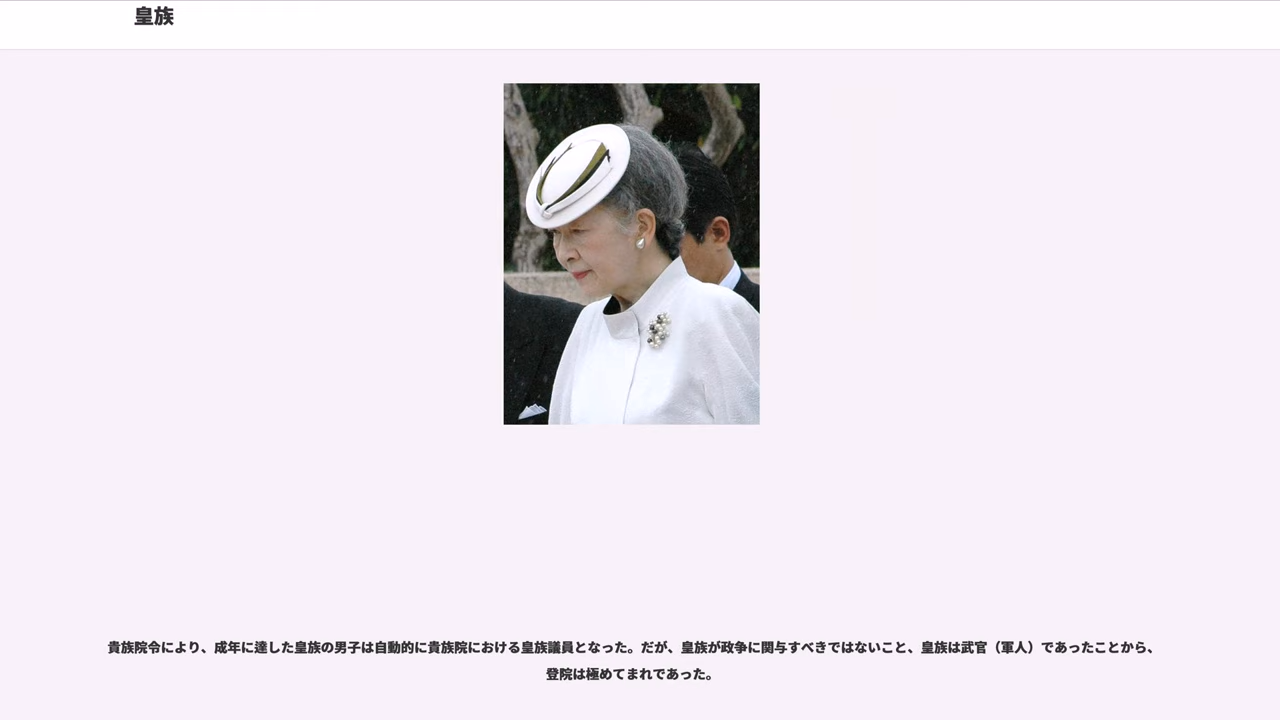 皇族
貴族院令により、成年に達した皇族の男子は自動的に貴族院における皇族議員となった。だが、皇族が政争に関与すべきではないこと、皇族は武官（軍人）であったことから、
登院は極めてまれであった。